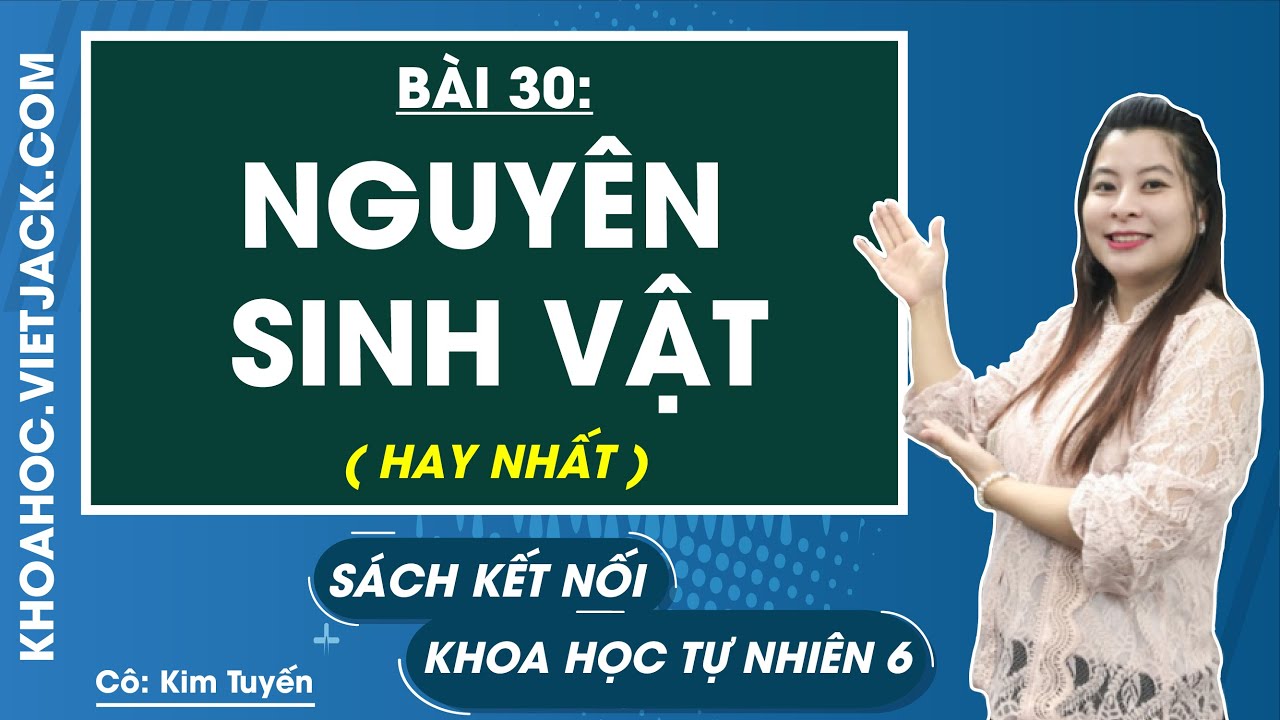 KHOAHOC.VIETJACK.COM
BÀI 30:
NGUYÊN
SINH VẬT
( HAY NHẤT )
SÁCH KẾT NỐI
KHOA HỌC TỰ NHIÊN 6
Cô: Kim Tuyến